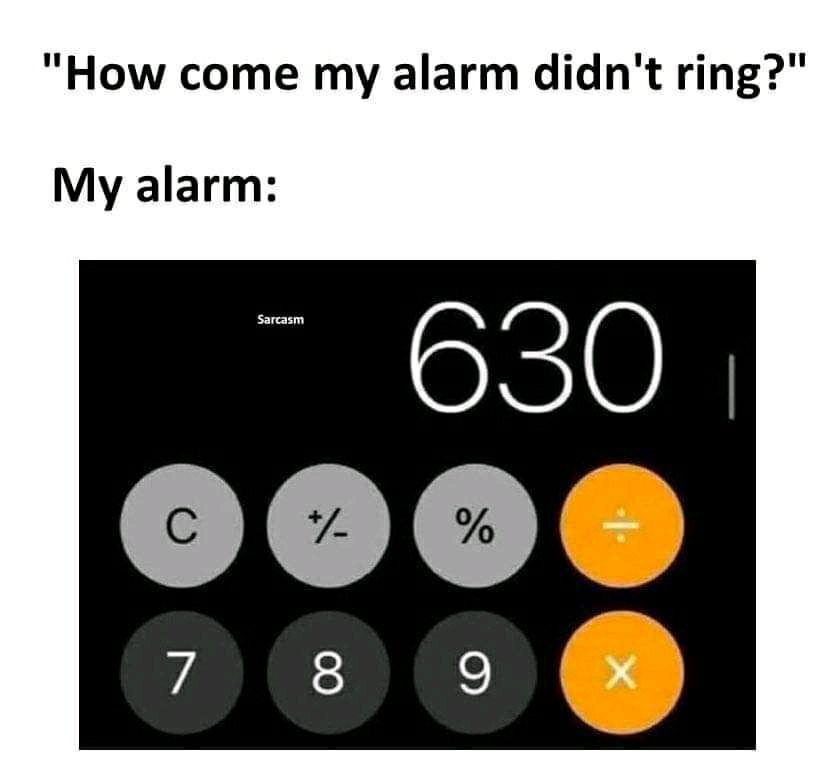 "How come my alarm didn't ring?"
My alarm:
Sarcasm
630
C +/- % ÷
7 8 9 ×